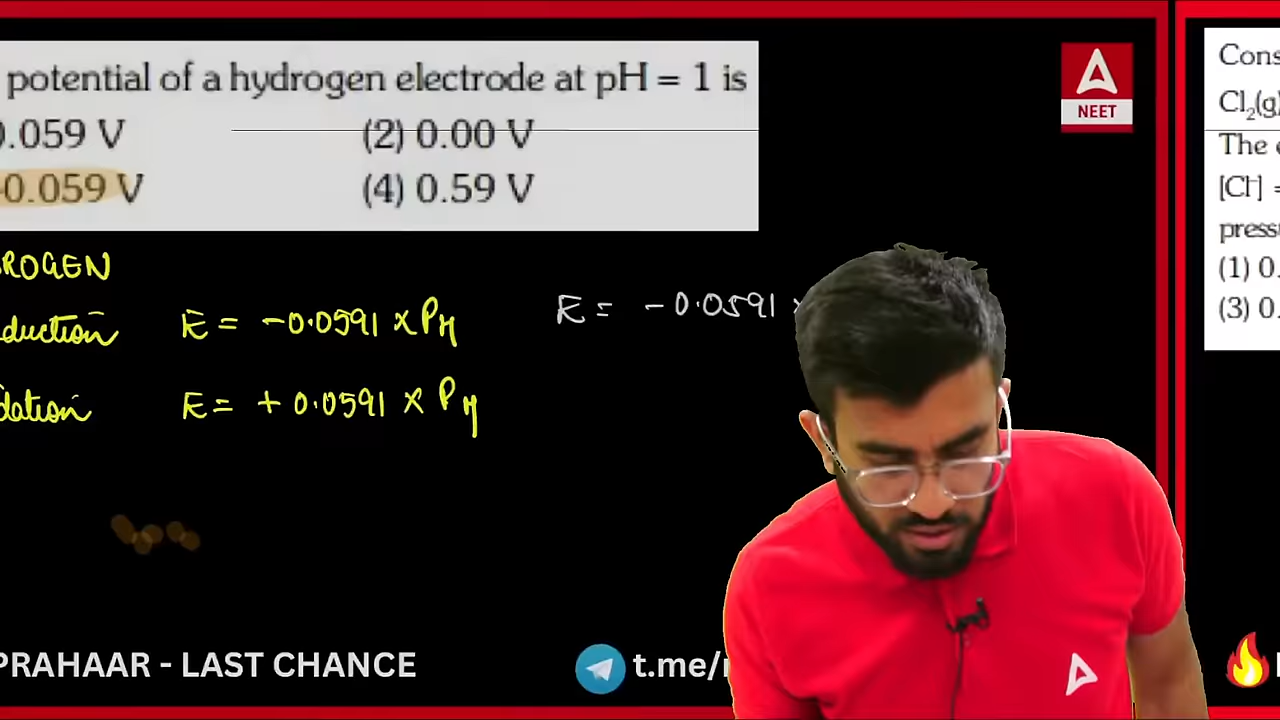 potential of a hydrogen electrode at pH = 1 is
0.059 V (2) 0.00 V
-0.059 V (4) 0.59 V
ROGEN
duction E = -0.0591 x PH
dation E = + 0.0591 x PH
E = -0.0591 x
NEET
Cons
Cl₂(g)
The
[Cl⁻] =
press
(1) 0.
(3) 0.
PRAHAAR - LAST CHANCE
t.me/